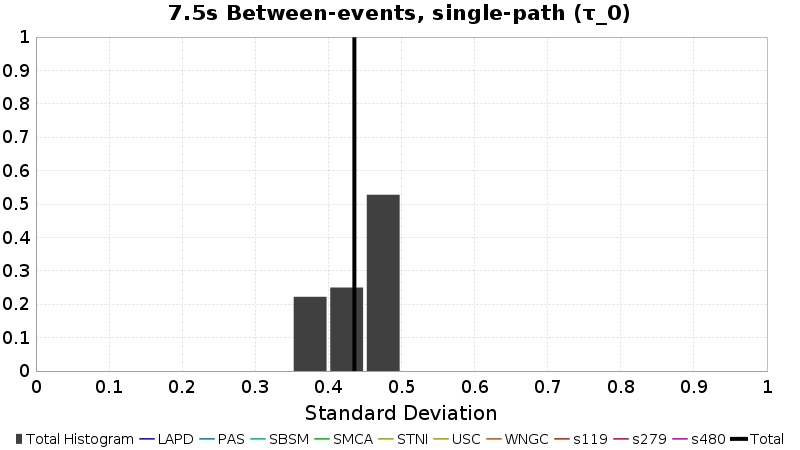 7.5s Between-events, single-path (τ_0)
1
0.9
0.8
0.7
0.6
0.5
0.4
0.3
0.2
0.1
0
0 0.1 0.2 0.3 0.4 0.5 0.6 0.7 0.8 0.9 1
Standard Deviation
Total Histogram LAPD PAS SBSM SMCA STNI USC WNGC s119 s279 s480 Total